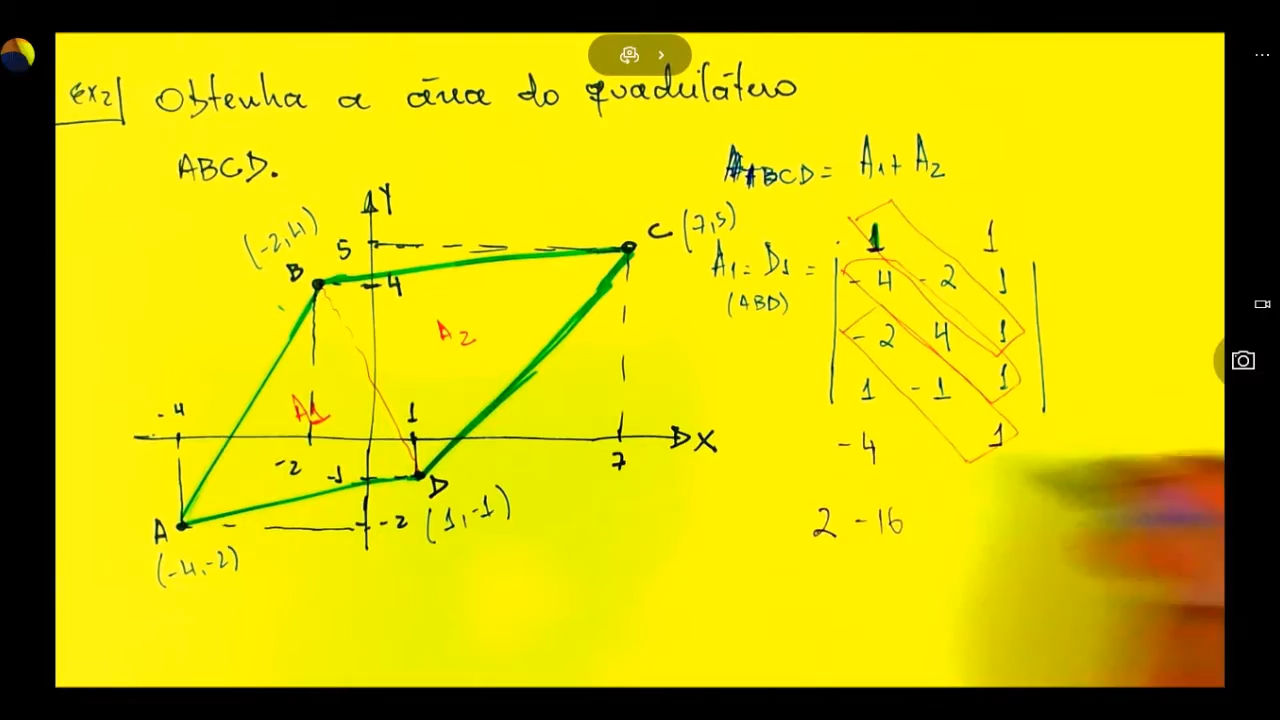 Ex2 Obtenha a área do quadrilátero
ABCD.
AABCD = A1 + A2
Y
(-2,4)
B
5
4
C (7,5)
A1 = D1 =
(ABD)
1 1
-4 -2 1
-2 4 1
1 -1 1
-4 1
2 -16
A2
A1
-4
-2
1
7
X
-1
-2
D
(1,-1)
A
(-4,-2)